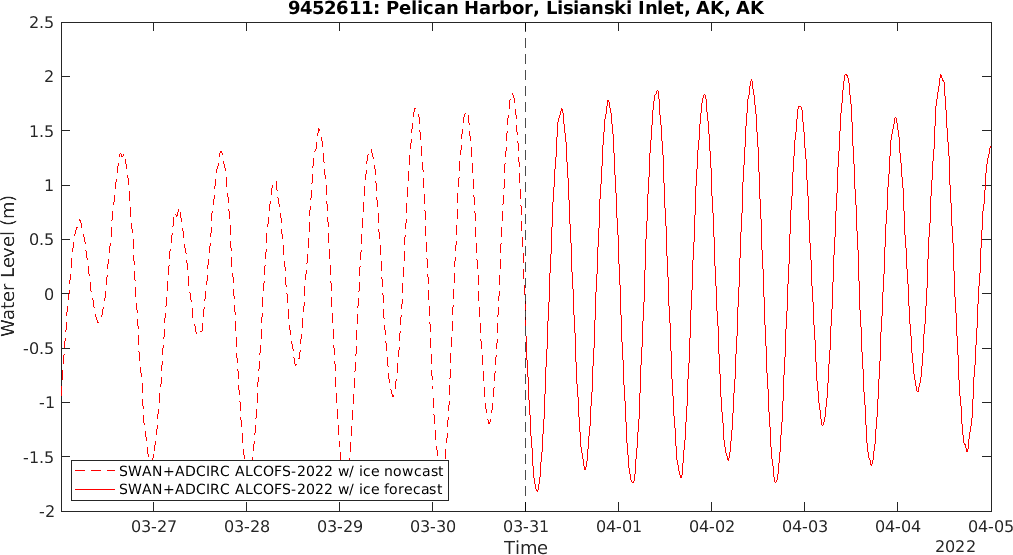 9452611: Pelican Harbor, Lisianski Inlet, AK, AK
2.5
2
1.5
1
0.5
0
-0.5
-1
-1.5
-2
Water Level (m)
SWAN+ADCIRC ALCOFS-2022 w/ ice nowcast
SWAN+ADCIRC ALCOFS-2022 w/ ice forecast
03-27 03-28 03-29 03-30 03-31 04-01 04-02 04-03 04-04 04-05
Time
2022